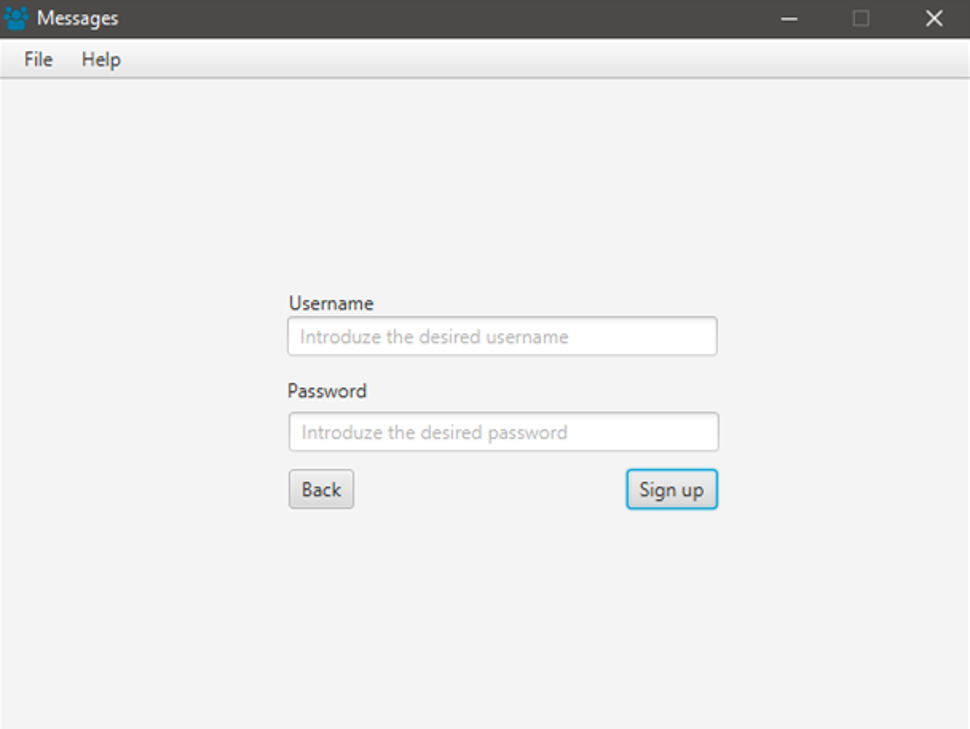 Messages
File Help
Username
Introduze the desired username
Password
Introduze the desired password
Back Sign up